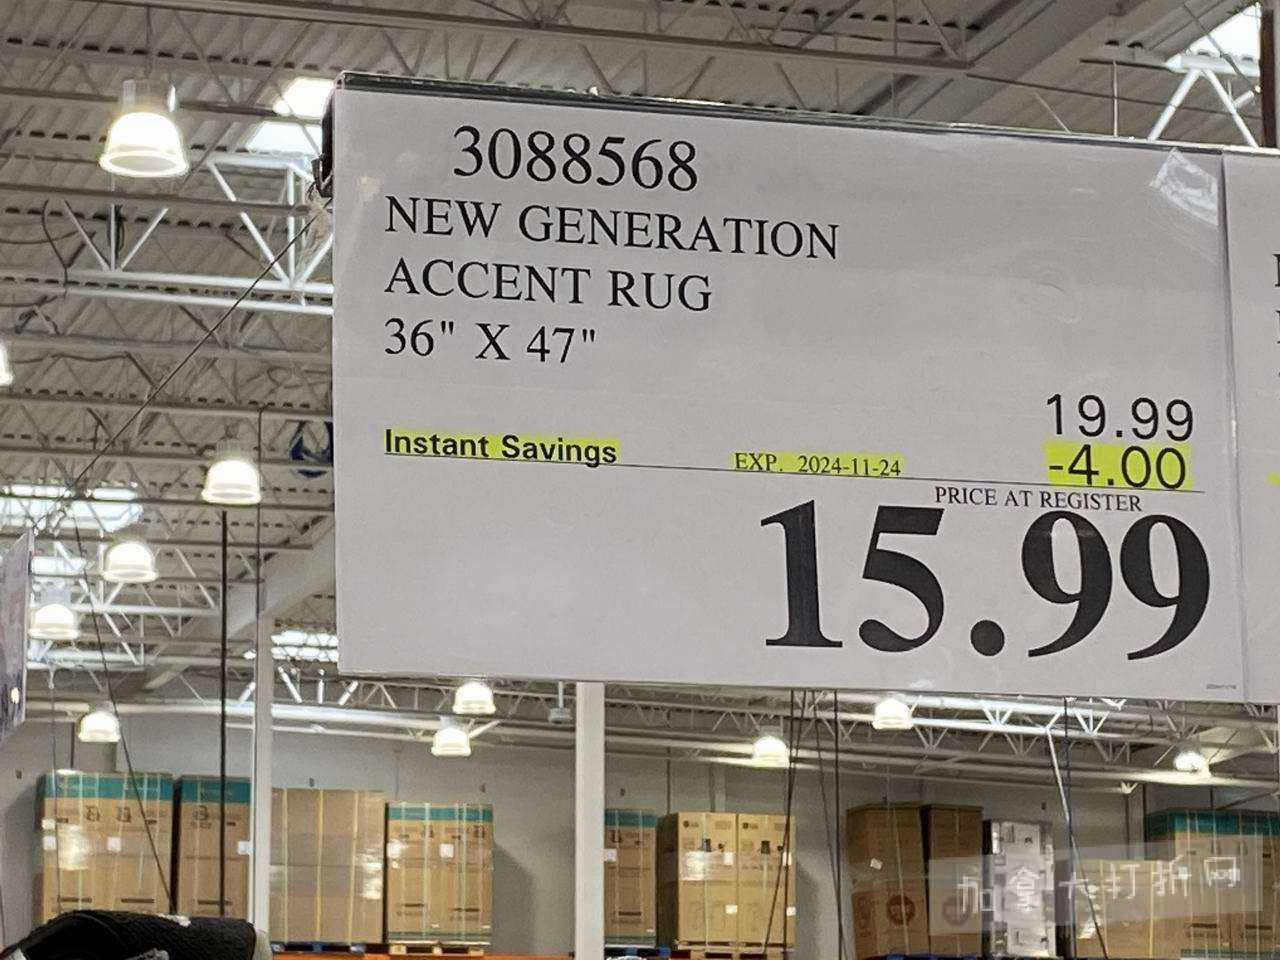 3088568
NEW GENERATION
ACCENT RUG
36" X 47"
19.99
Instant Savings EXP. 2024-11-24 -4.00
PRICE AT REGISTER
15.99
加拿大打折网